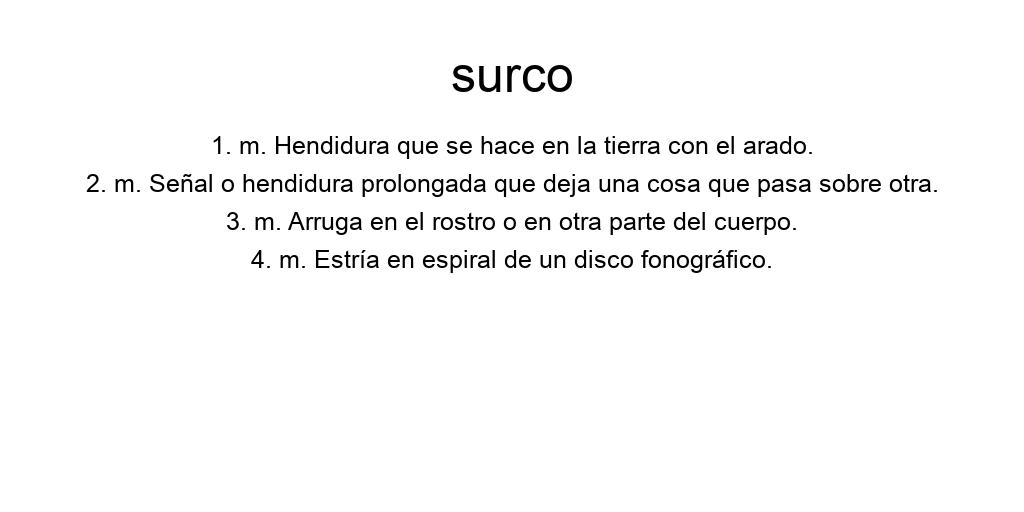 surco
1. m. Hendidura que se hace en la tierra con el arado.
2. m. Señal o hendidura prolongada que deja una cosa que pasa sobre otra.
3. m. Arruga en el rostro o en otra parte del cuerpo.
4. m. Estría en espiral de un disco fonográfico.